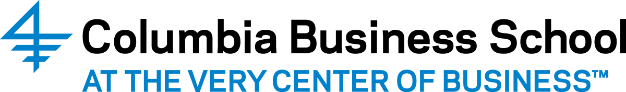 Columbia Business School
AT THE VERY CENTER OF BUSINESS™